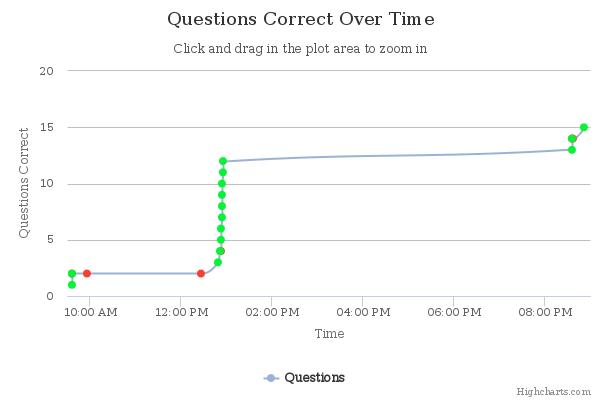 Questions Correct Over Time
Click and drag in the plot area to zoom in
Questions Correct
20
15
10
5
0
10:00 AM 12:00 PM 02:00 PM 04:00 PM 06:00 PM 08:00 PM
Time
Questions
Highcharts.com